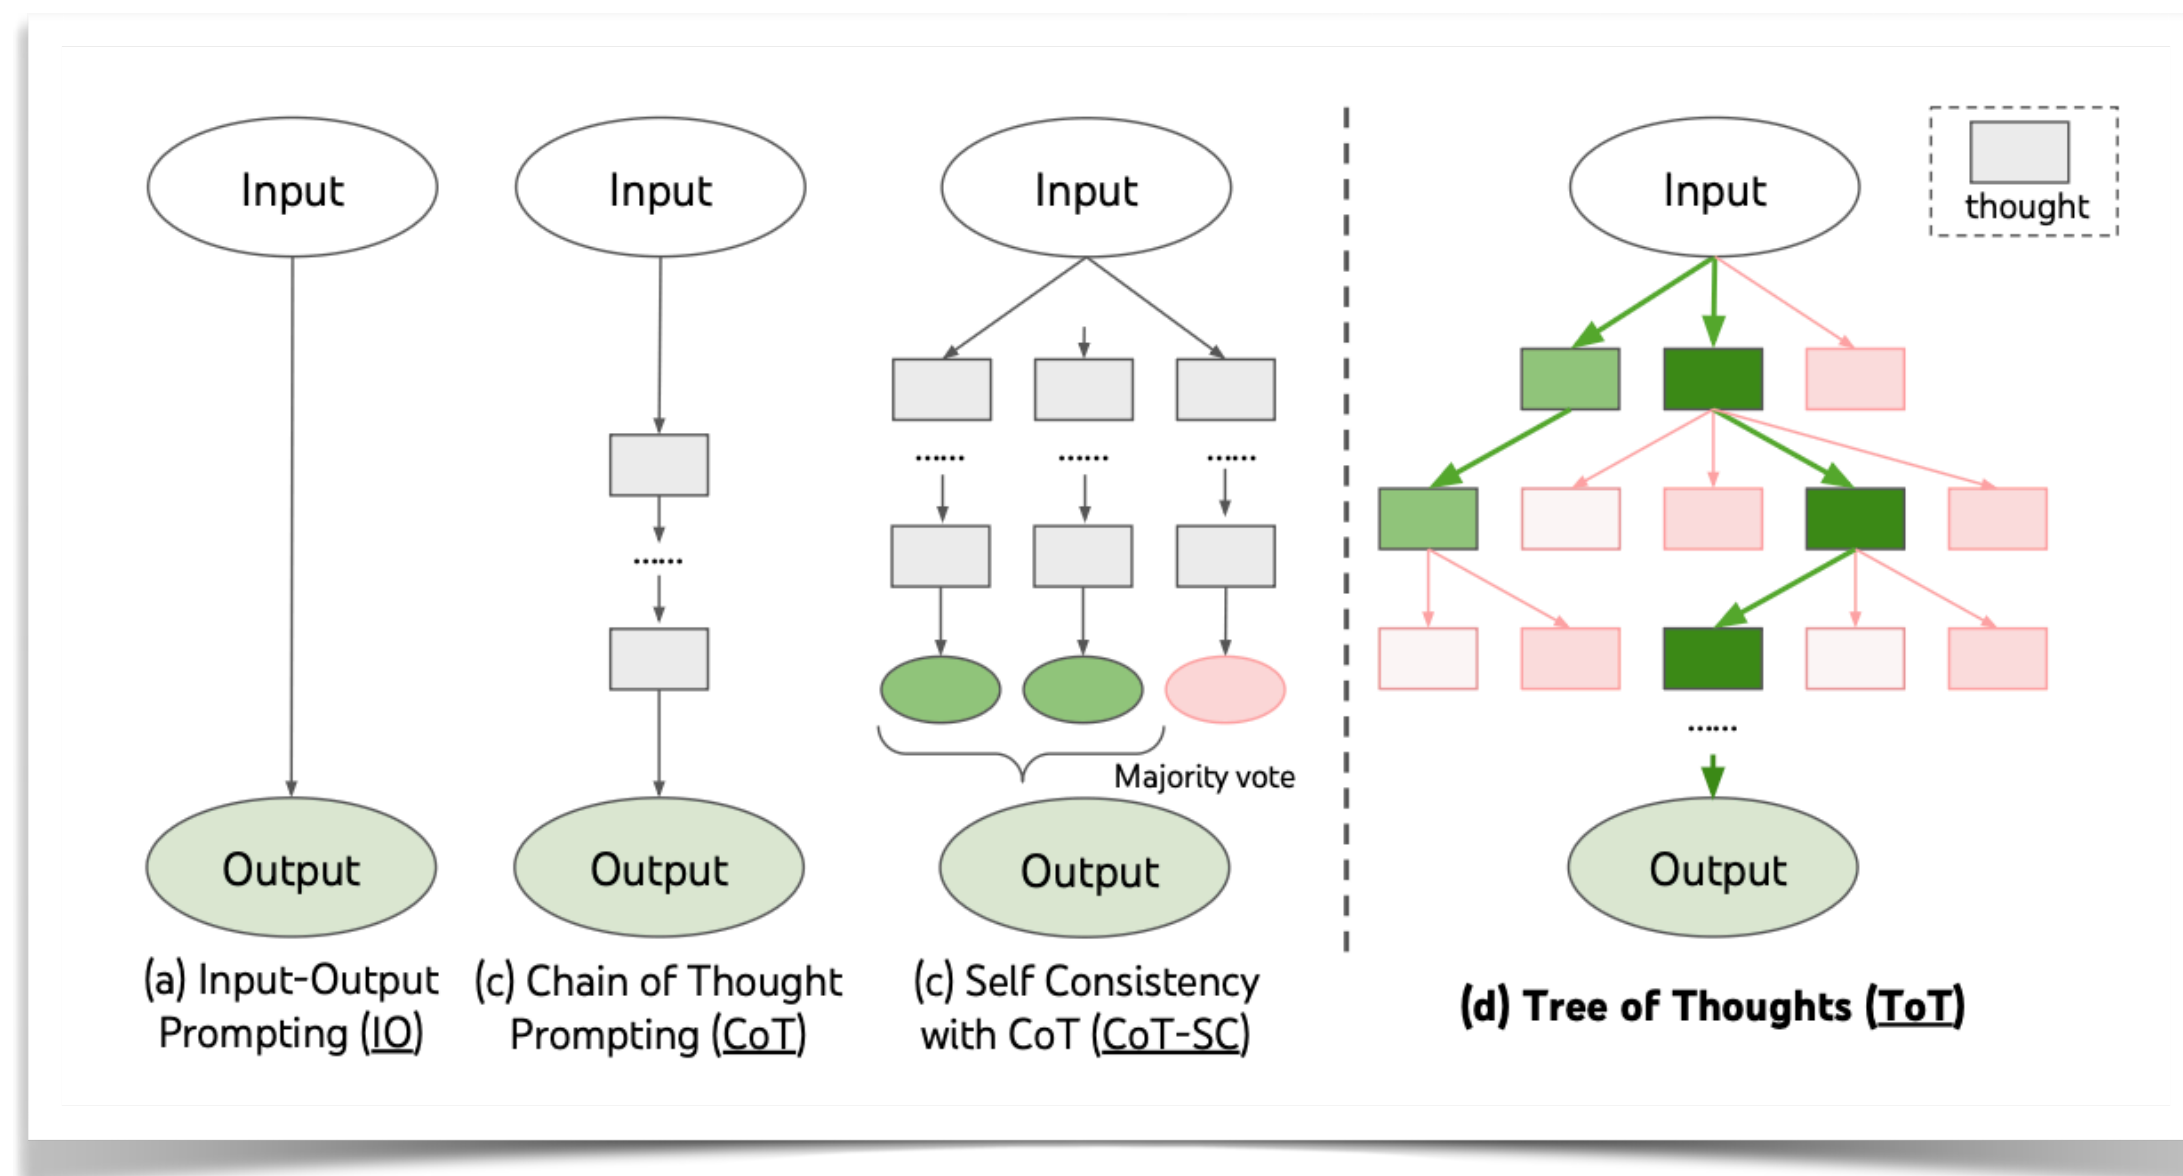 Input
Input
Input
Input
thought
......
......
......
......
......
Majority vote
Output
Output
Output
Output
(a) Input-Output
Prompting (IO)
(c) Chain of Thought
Prompting (CoT)
(c) Self Consistency
with CoT (CoT-SC)
(d) Tree of Thoughts (ToT)